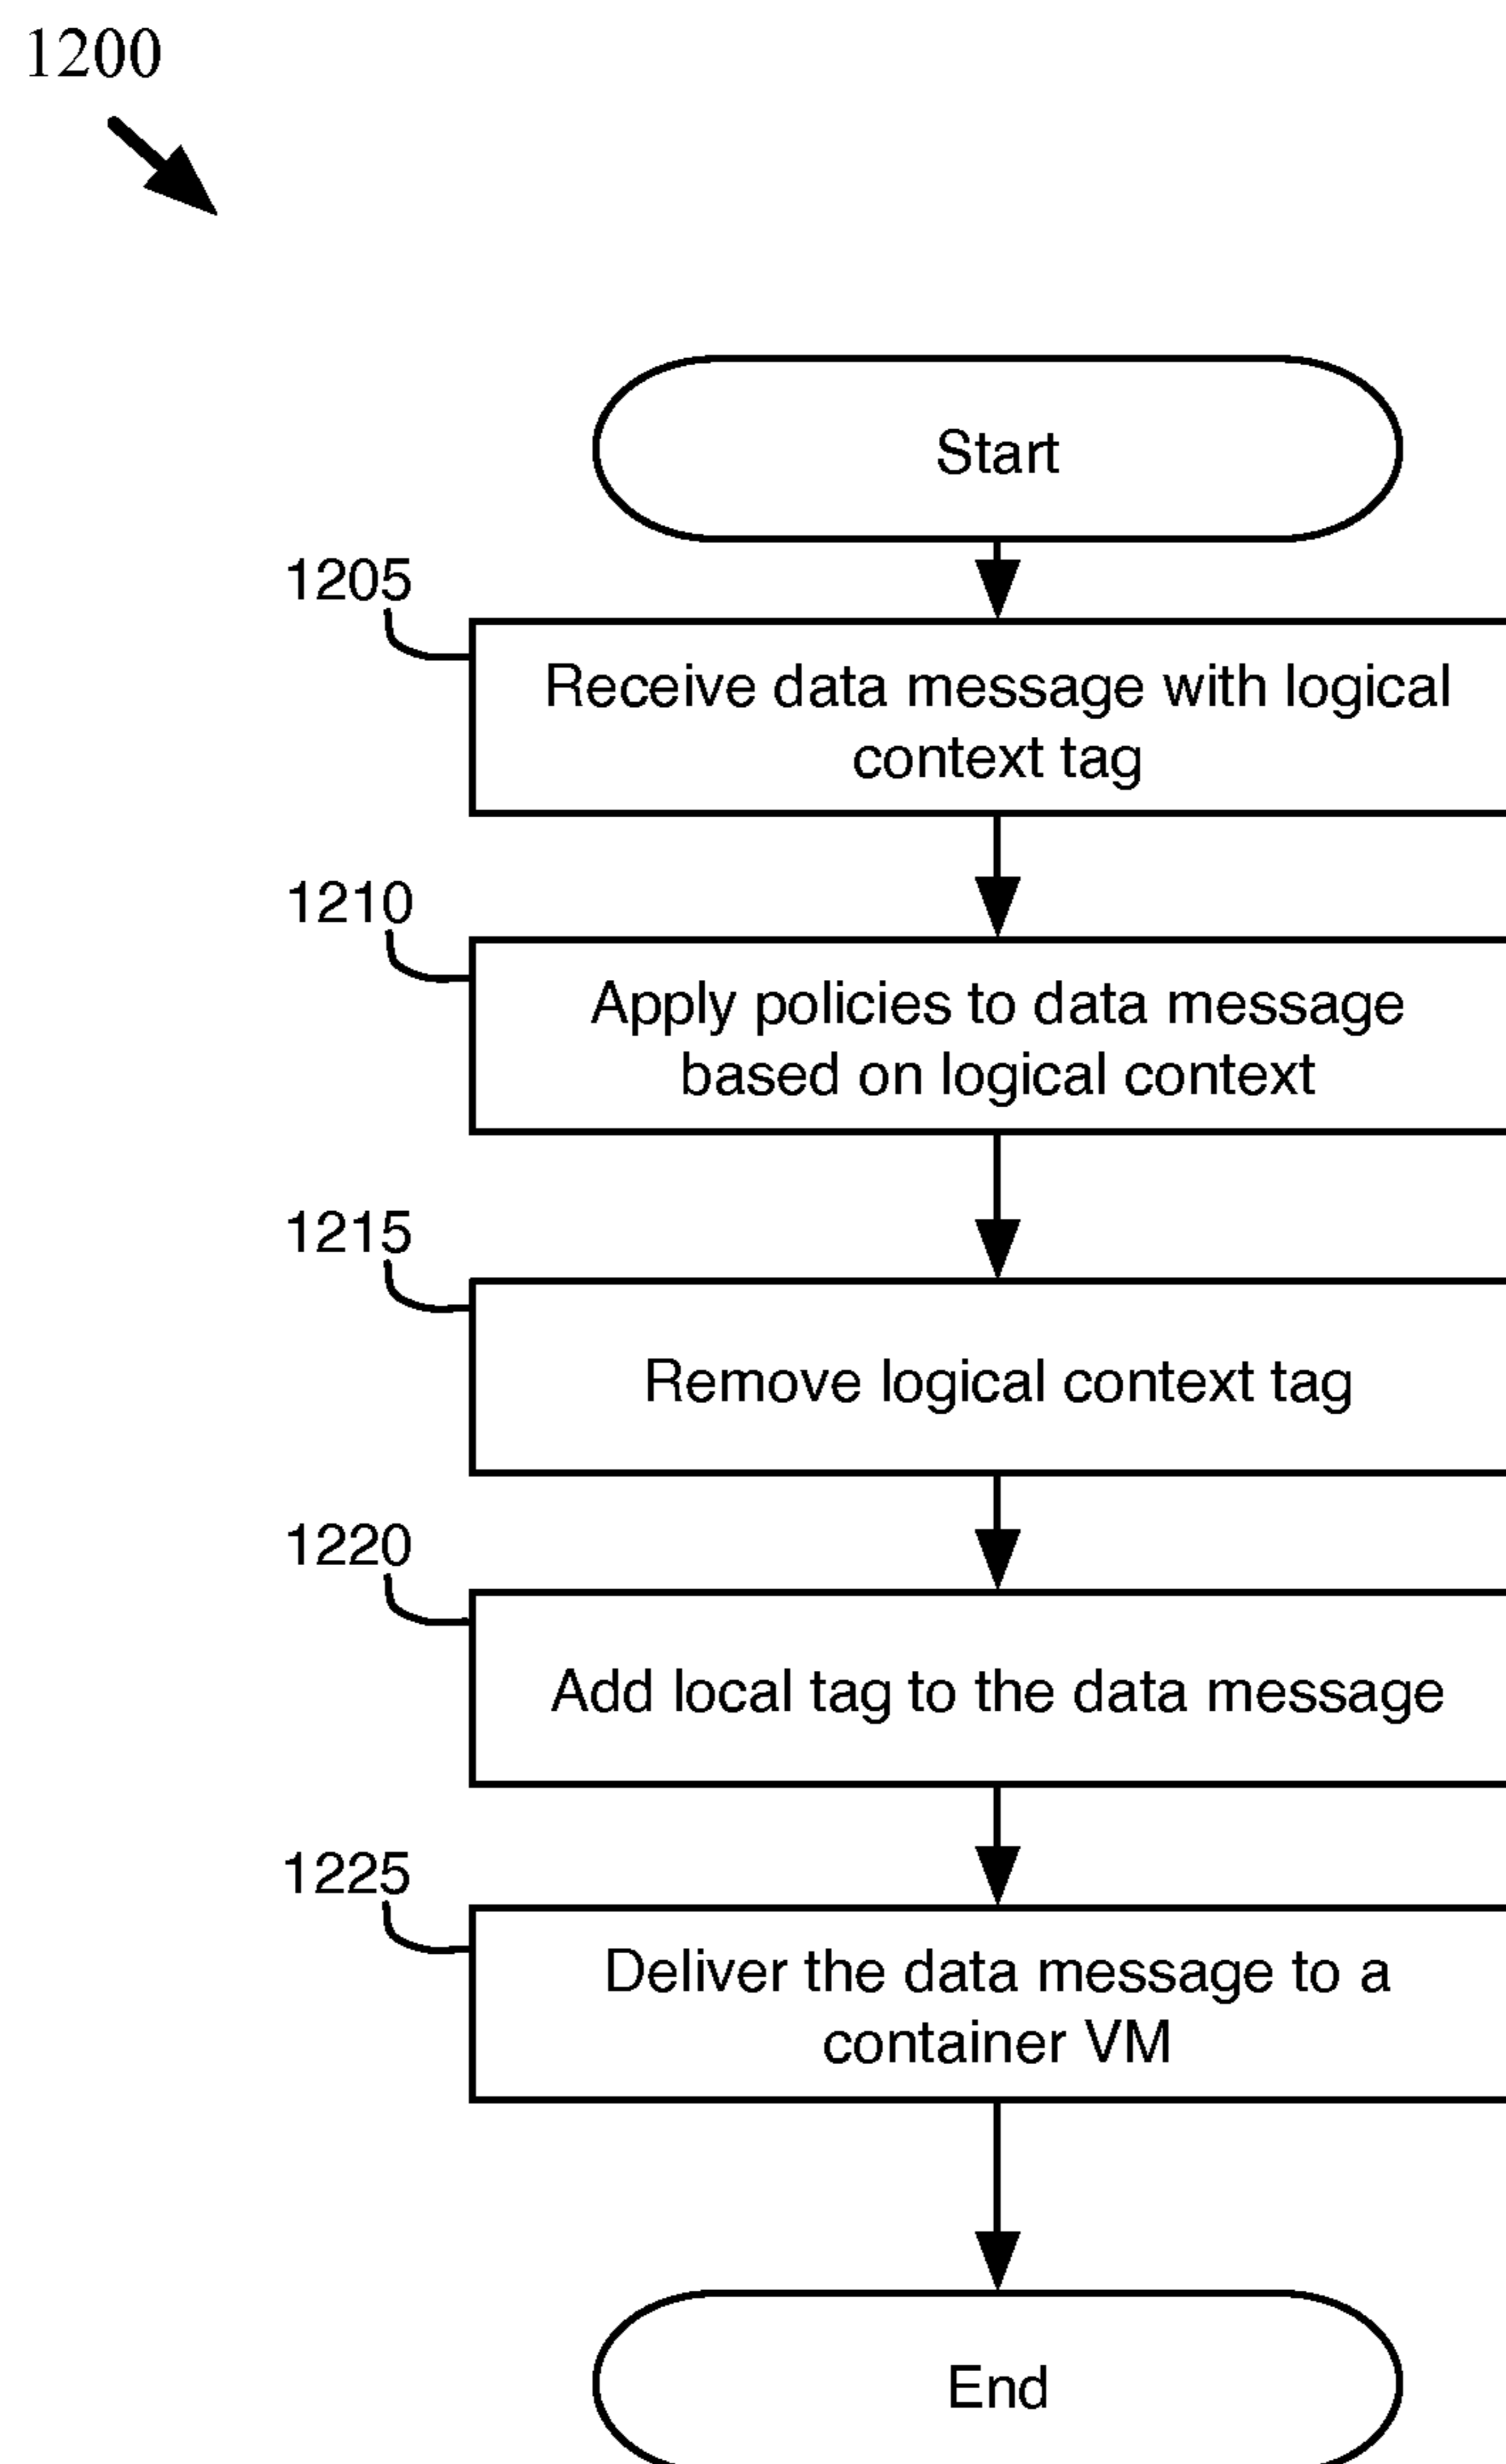 1200
Start
1205
Receive data message with logical
context tag
1210
Apply policies to data message
based on logical context
1215
Remove logical context tag
1220
Add local tag to the data message
1225
Deliver the data message to a
container VM
End